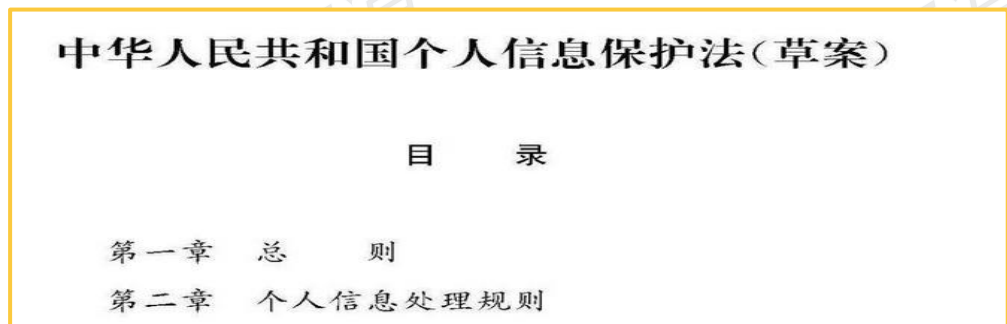 中华人民共和国个人信息保护法(草案)
目 录
第一章 总 则
第二章 个人信息处理规则